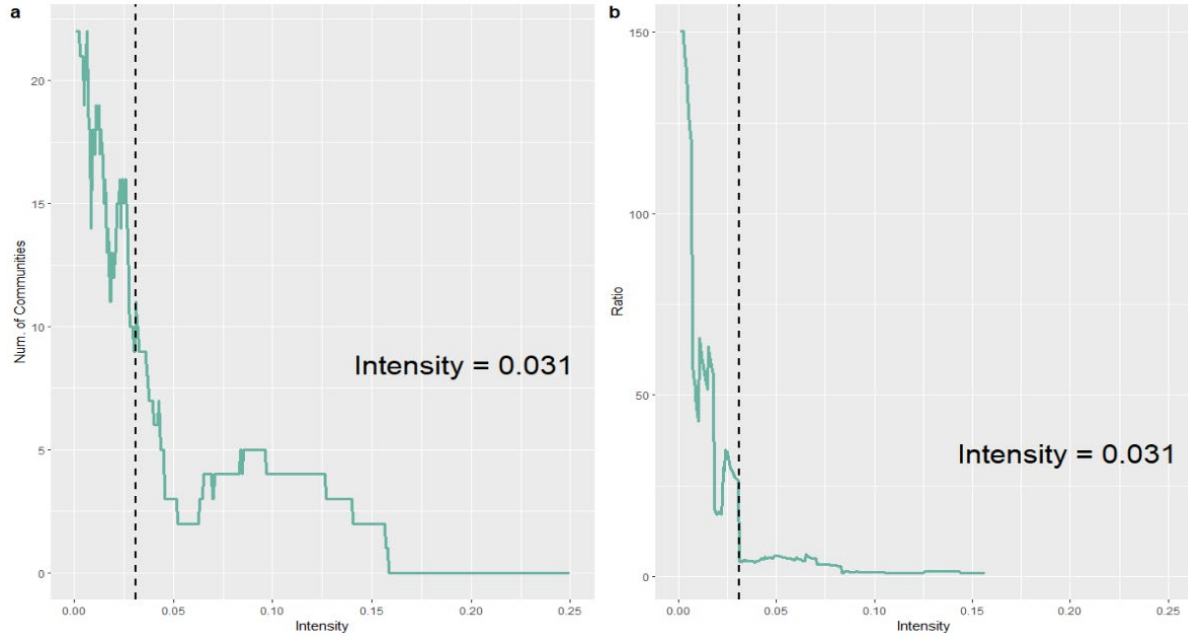 a
20
15
10
5
0
Num. of Communities
Intensity = 0.031
0.00 0.05 0.10 0.15 0.20 0.25
Intensity
b
150
100
50
0
Ratio
Intensity = 0.031
0.00 0.05 0.10 0.15 0.20 0.25
Intensity